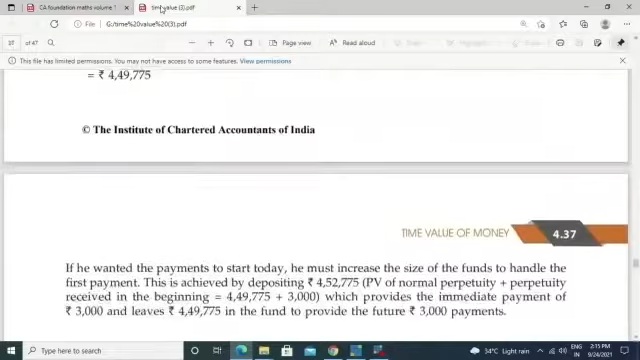 CA foundation maths volume 1
time value (3).pdf
File
G:/time%20value%20(3).pdf
37 of 47
Page view
Read aloud
This file has limited permissions. You may not have access to some features. View permissions
= ₹ 4,49,775
© The Institute of Chartered Accountants of India
TIME VALUE OF MONEY 4.37
If he wanted the payments to start today, he must increase the size of the funds to handle the
first payment. This is achieved by depositing ₹ 4,52,775 (PV of normal perpetuity + perpetuity
received in the beginning = 4,49,775 + 3,000) which provides the immediate payment of
₹ 3,000 and leaves ₹ 4,49,775 in the fund to provide the future ₹ 3,000 payments.
Type here to search
34°C Light rain
ENG
IN
2:15 PM
9/24/2021